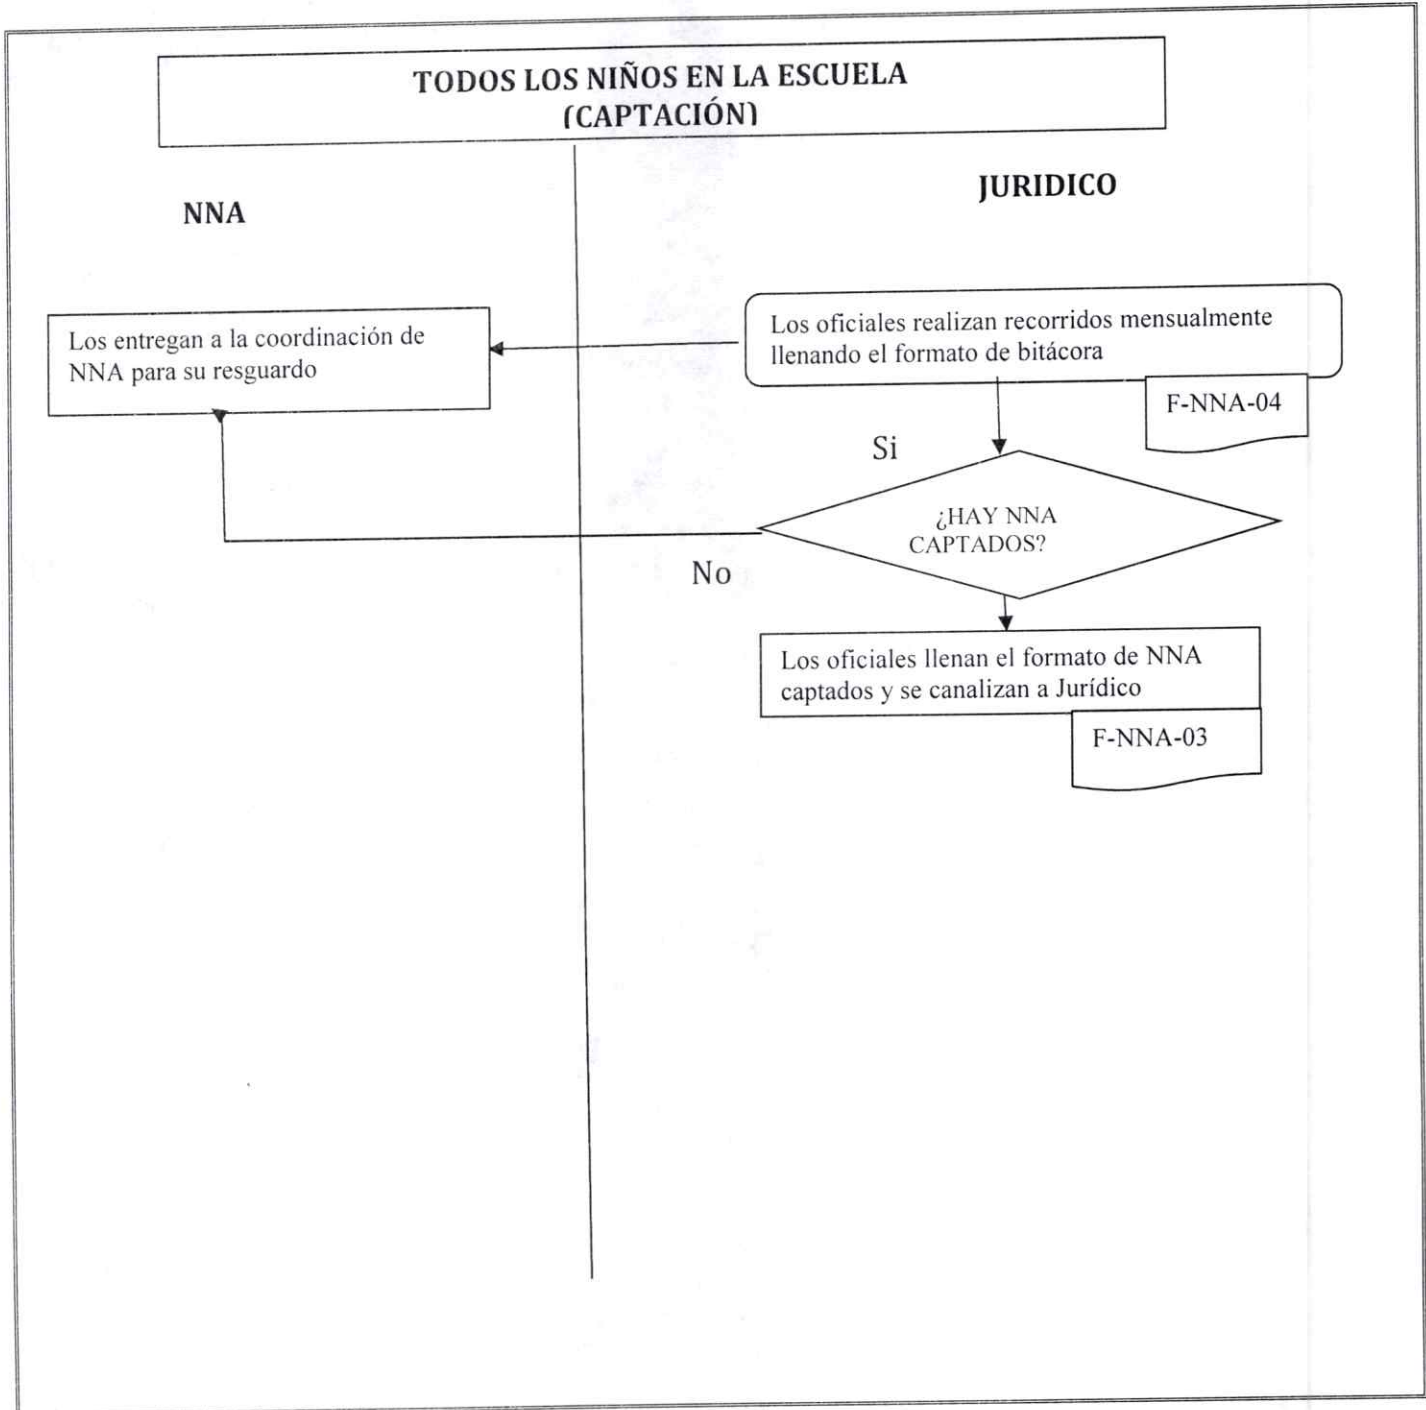 TODOS LOS NIÑOS EN LA ESCUELA
(CAPTACIÓN)
NNA
JURIDICO
Los entregan a la coordinación de
NNA para su resguardo
Los oficiales realizan recorridos mensualmente
llenando el formato de bitácora
F-NNA-04
Si
¿HAY NNA
CAPTADOS?
No
Los oficiales llenan el formato de NNA
captados y se canalizan a Jurídico
F-NNA-03